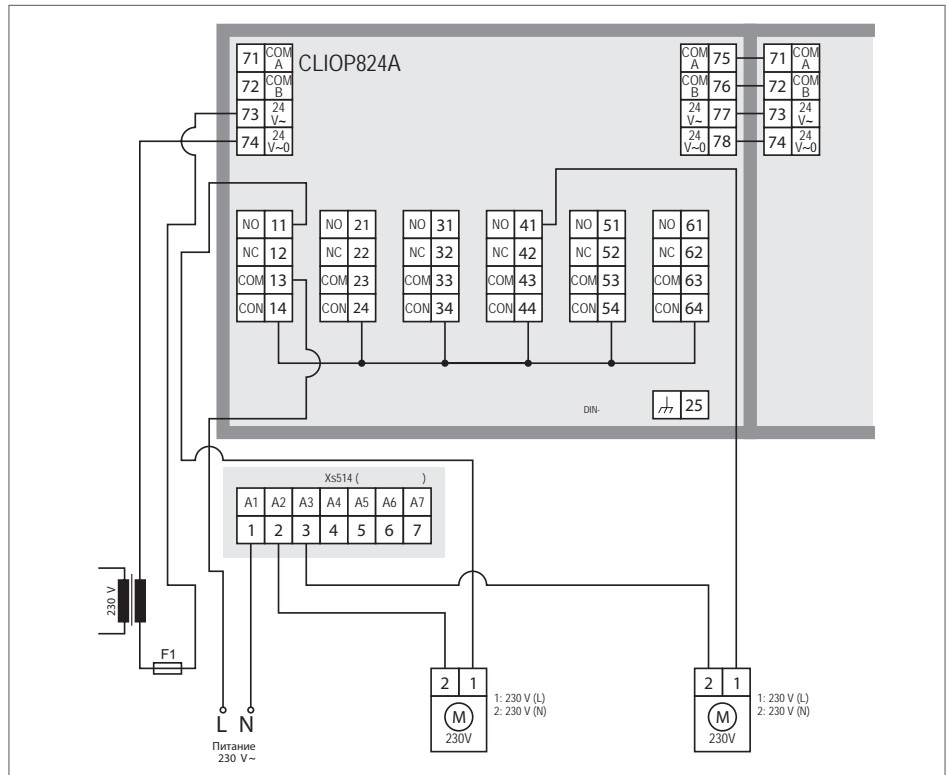 CLIOP824A
71 COM A
72 COM B
73 24 V~
74 24 V~0
COM A 75
COM B 76
24 V~ 77
24 V~0 78
71 COM A
72 COM B
73 24 V~
74 24 V~0
NO 11 NO 21 NO 31 NO 41 NO 51 NO 61
NC 12 NC 22 NC 32 NC 42 NC 52 NC 62
COM 13 COM 23 COM 33 COM 43 COM 53 COM 63
CON 14 CON 24 CON 34 CON 44 CON 54 CON 64
DIN-
25
Xs514 ( )
A1 A2 A3 A4 A5 A6 A7
1 2 3 4 5 6 7
230 V
F1
L N
Питание
230 V~
2 1
M
230V
1: 230 V (L)
2: 230 V (N)
2 1
M
230V
1: 230 V (L)
2: 230 V (N)